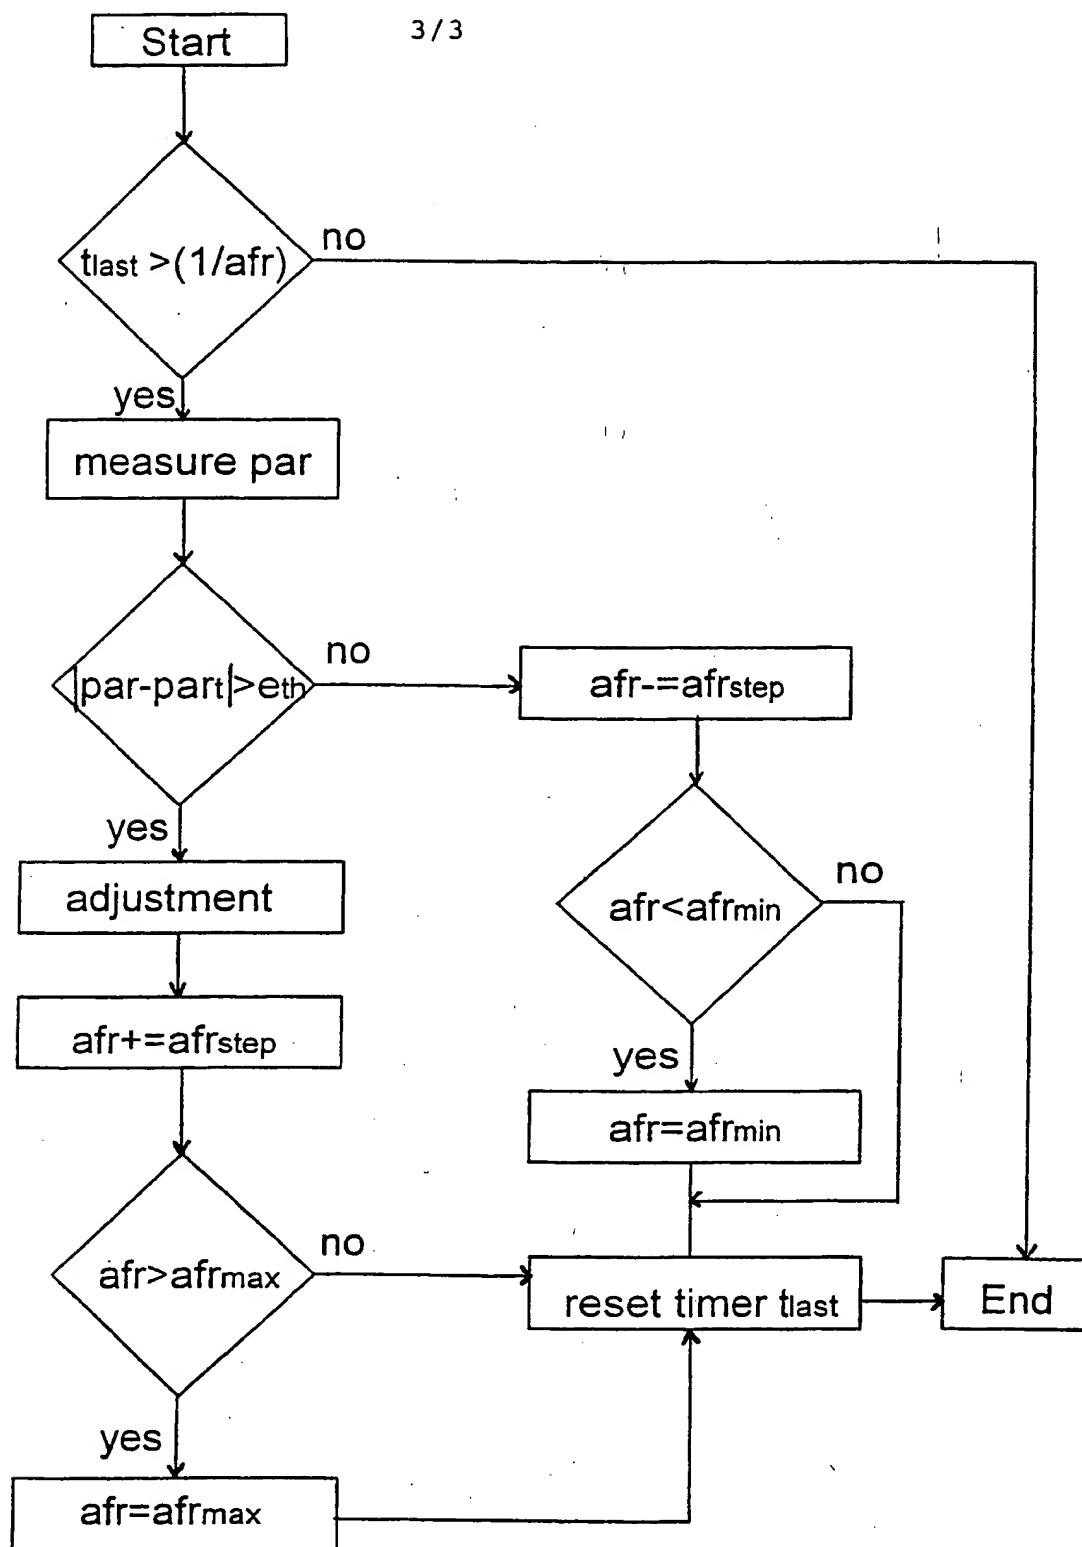 3/3
Start
tlast >(1/afr)
no
yes
measure par
|par-part|>eth
no
afr-=afrstep
yes
adjustment
afr<afrmin
no
afr+=afrstep
yes
afr=afrmin
afr>afrmax
no
reset timer tlast
End
yes
afr=afrmax